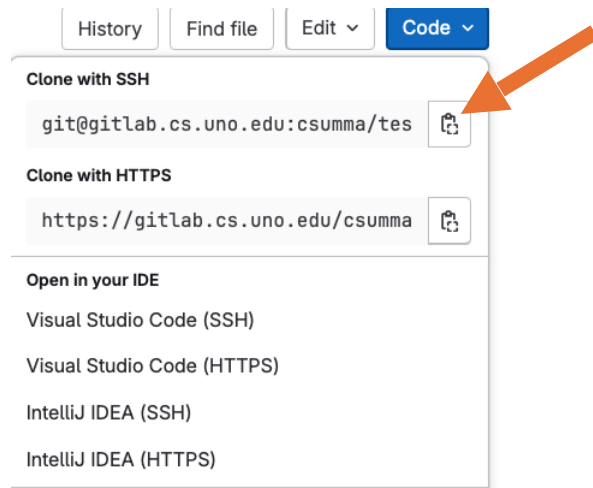 History Find file Edit Code
Clone with SSH
git@gitlab.cs.uno.edu:csumma/tes
Clone with HTTPS
https://gitlab.cs.uno.edu/csumma
Open in your IDE
Visual Studio Code (SSH)
Visual Studio Code (HTTPS)
IntelliJ IDEA (SSH)
IntelliJ IDEA (HTTPS)